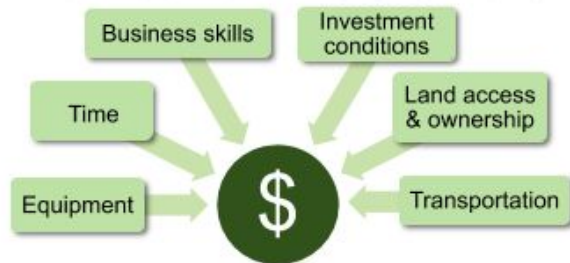 Business skills
Investment
conditions
Time
Land access
& ownership
Equipment
$
Transportation